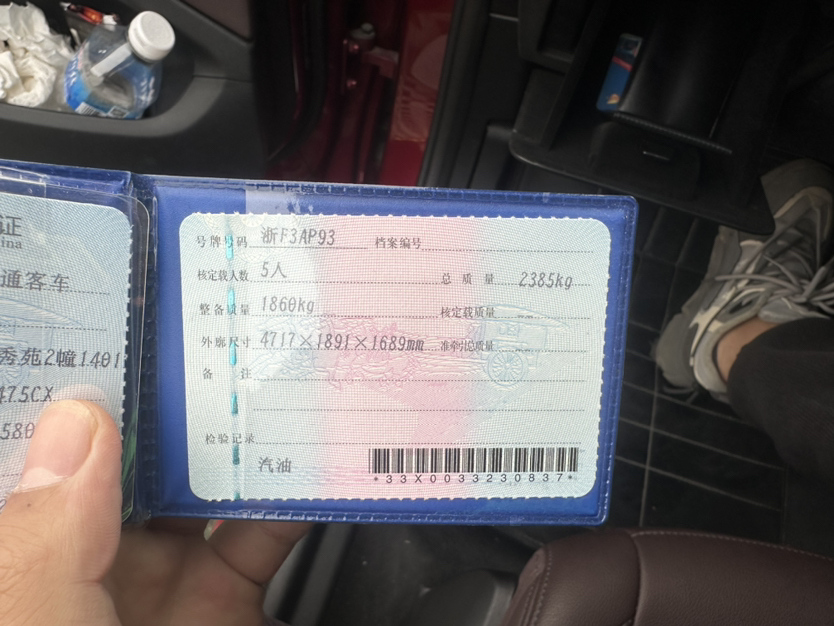 证
ina
通客车
秀苑2幢1401
475CX
580
号牌号码 浙F3AP93 档案编号
核定载人数 5人 总质量 2385kg
整备质量 1860kg 核定载质量 --
外廓尺寸 4717×1891×1689mm 准牵引总质量 --
备注
检验记录
汽油
*33X0033230837*